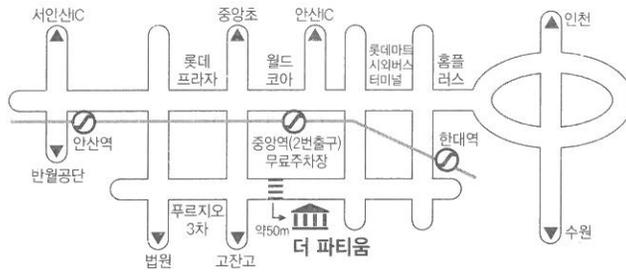 서인산IC
중앙초
안산IC
인천
롯데
프라자
월드
코아
롯데마트
시외버스
터미널
홈플
러스
안산역
중앙역(2번출구)
무료주차장
한대역
반월공단
푸르지오
3차
약50m
더 파티움
법원
고잔고
수원